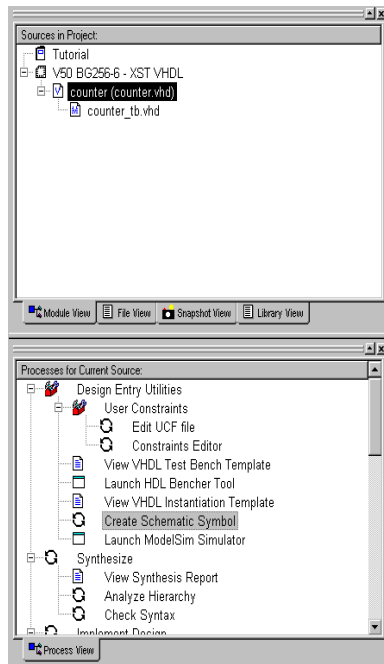 Sources in Project:
Tutorial
V50 BG256-6 - XST VHDL
counter (counter.vhd)
counter_tb.vhd
Module View
File View
Snapshot View
Library View
Processes for Current Source:
Design Entry Utilities
User Constraints
Edit UCF file
Constraints Editor
View VHDL Test Bench Template
Launch HDL Bencher Tool
View VHDL Instantiation Template
Create Schematic Symbol
Launch ModelSim Simulator
Synthesize
View Synthesis Report
Analyze Hierarchy
Check Syntax
Implement Design
Process View